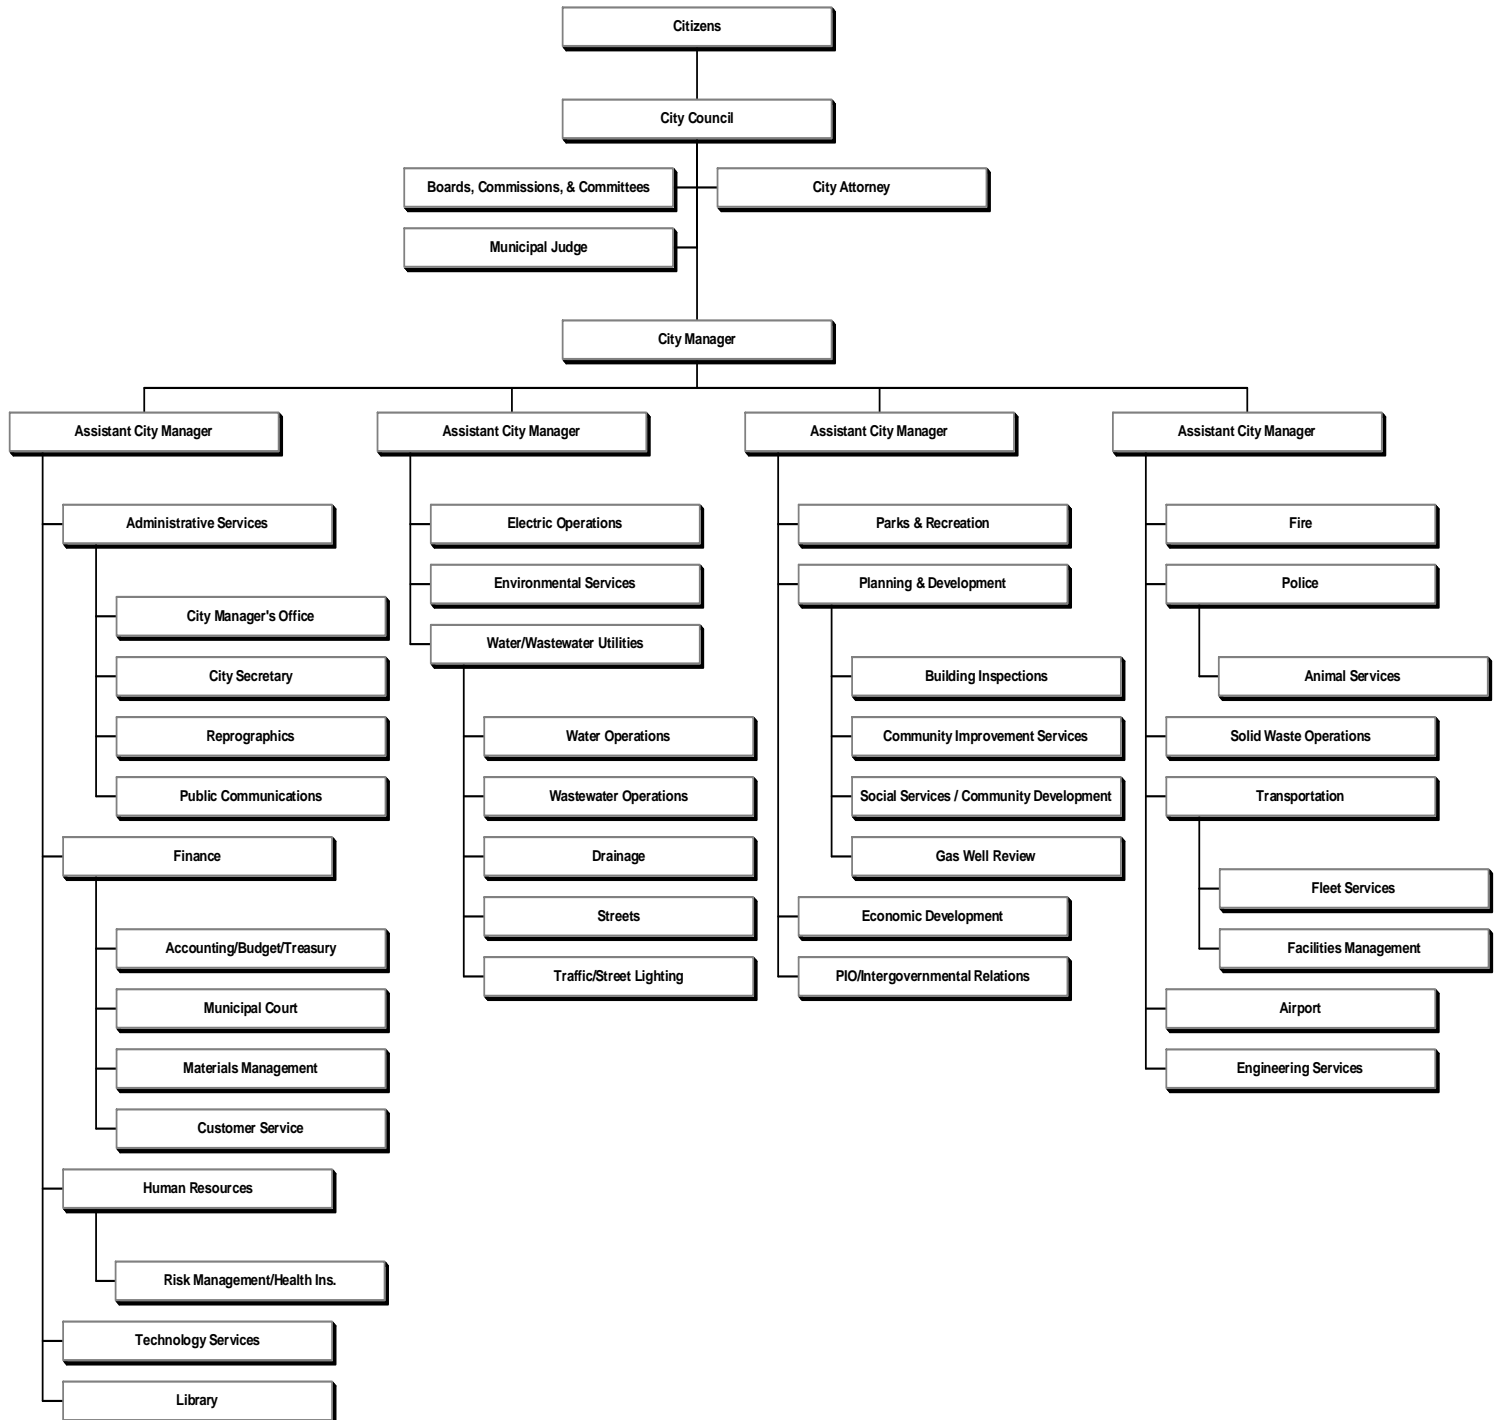 Citizens
City Council
Boards, Commissions, & Committees
City Attorney
Municipal Judge
City Manager
Assistant City Manager
Administrative Services
City Manager's Office
City Secretary
Reprographics
Public Communications
Finance
Accounting/Budget/Treasury
Municipal Court
Materials Management
Customer Service
Human Resources
Risk Management/Health Ins.
Technology Services
Library
Assistant City Manager
Electric Operations
Environmental Services
Water/Wastewater Utilities
Water Operations
Wastewater Operations
Drainage
Streets
Traffic/Street Lighting
Assistant City Manager
Parks & Recreation
Planning & Development
Building Inspections
Community Improvement Services
Social Services / Community Development
Gas Well Review
Economic Development
PIO/Intergovernmental Relations
Assistant City Manager
Fire
Police
Animal Services
Solid Waste Operations
Transportation
Fleet Services
Facilities Management
Airport
Engineering Services